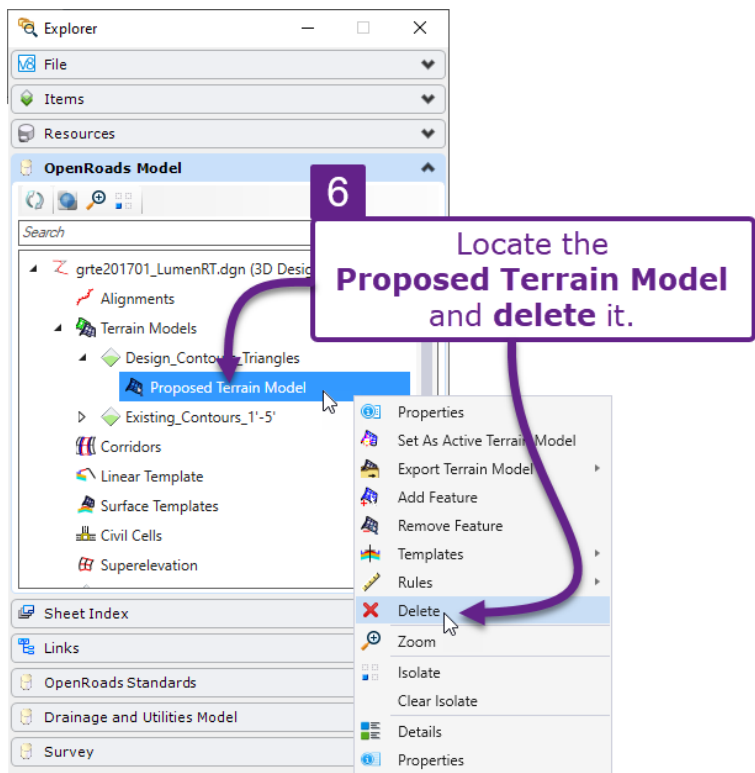 Explorer
File
Items
Resources
OpenRoads Model
6
Search
Locate the
Proposed Terrain Model
and delete it.
grte201701_LumenRT.dgn (3D Desig
Alignments
Terrain Models
Design_Contours_Triangles
Proposed Terrain Model
Existing_Contours_1'-5'
Corridors
Linear Template
Surface Templates
Civil Cells
Superelevation
Sheet Index
Links
OpenRoads Standards
Drainage and Utilities Model
Survey
Properties
Set As Active Terrain Model
Export Terrain Model
Add Feature
Remove Feature
Templates
Rules
Delete
Zoom
Isolate
Clear Isolate
Details
Properties